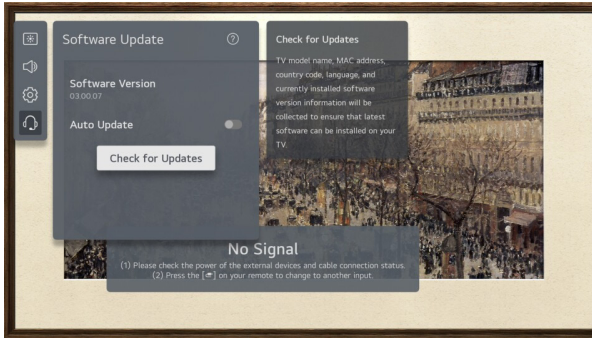 Software Update
?
Software Version
03.00.07
Auto Update
Check for Updates
Check for Updates
TV model name, MAC address,
country code, language, and
currently installed software
version information will be
collected to ensure that latest
software can be installed on your
TV.
No Signal
(1) Please check the power of the external devices and cable connection status.
(2) Press the [ ] on your remote to change to another input.